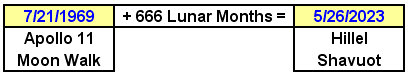 7/21/1969 + 666 Lunar Months = 5/26/2023
Apollo 11 Hillel
Moon Walk Shavuot